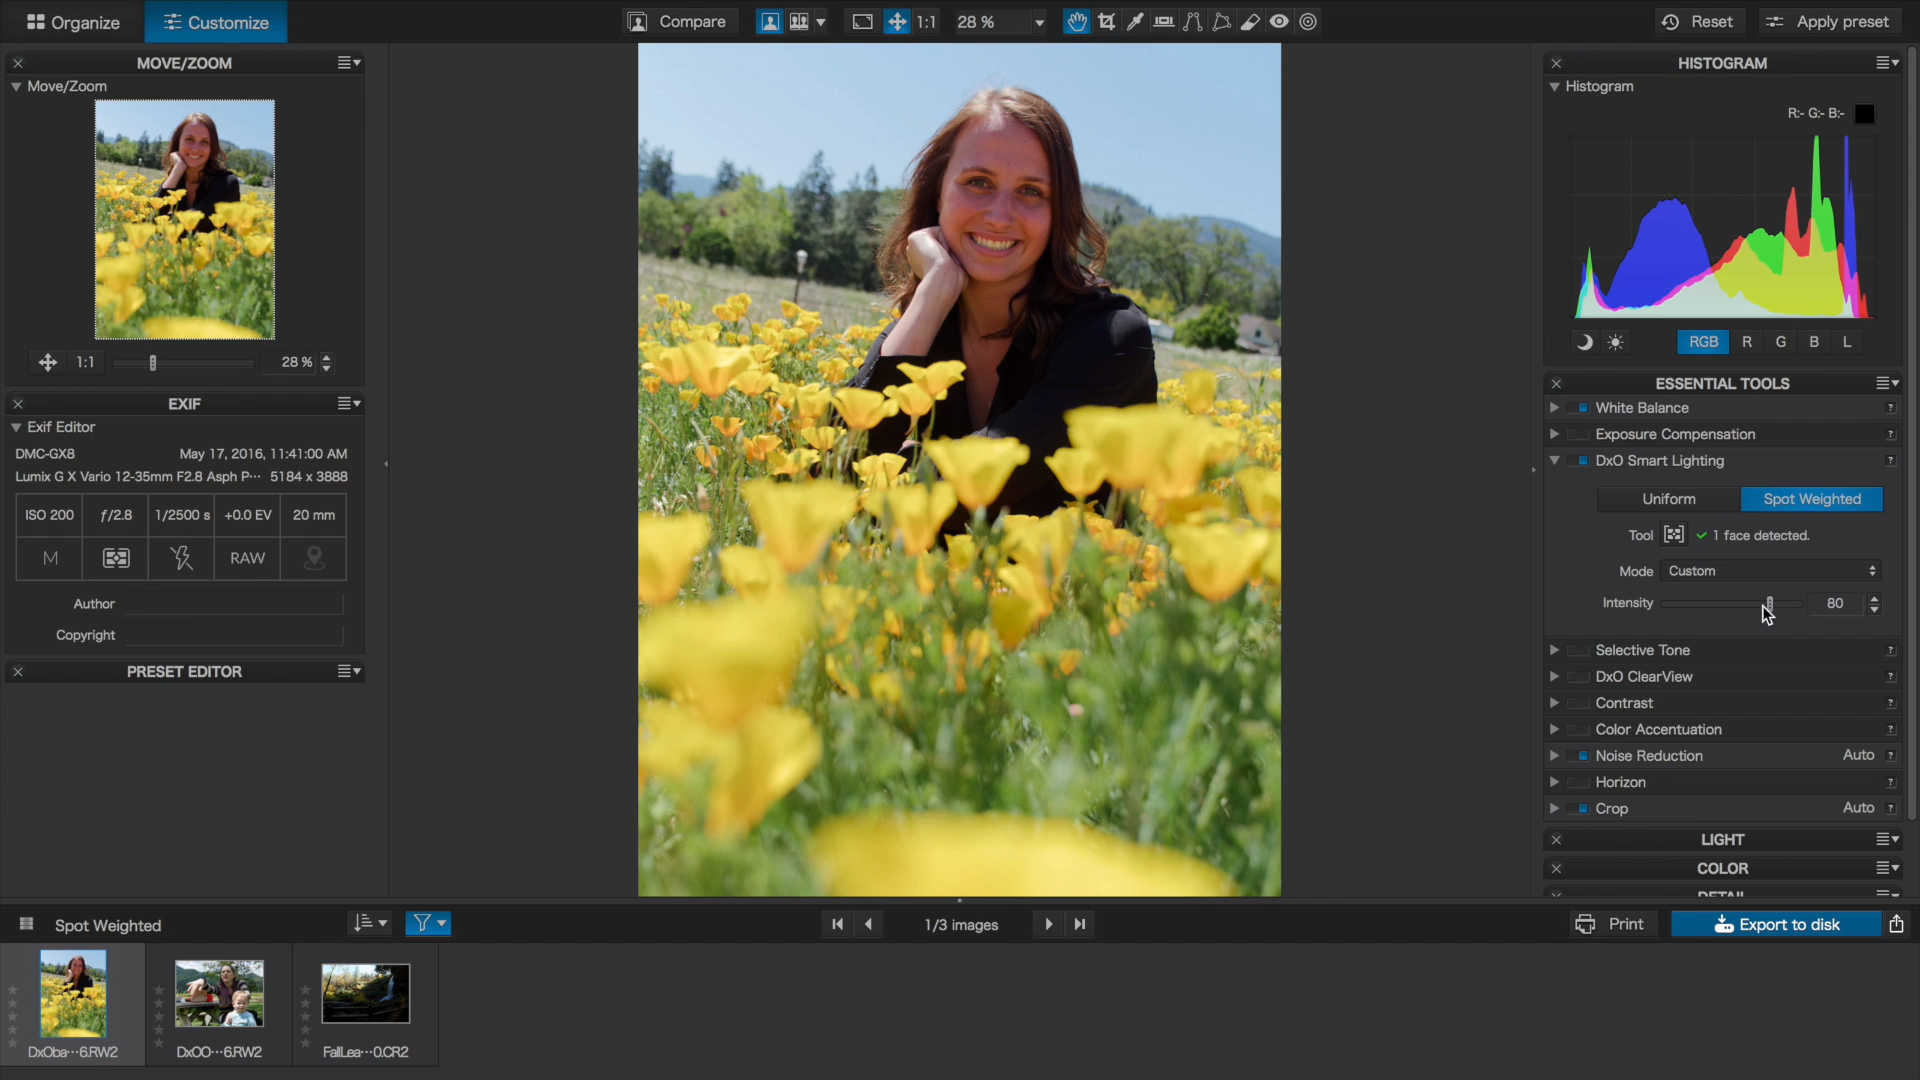 Organize
Customize
Compare
1:1
28 %
Reset
Apply preset
MOVE/ZOOM
Move/Zoom
1:1
28 %
EXIF
Exif Editor
DMC-GX8 May 17, 2016, 11:41:00 AM
Lumix G X Vario 12-35mm F2.8 Asph P··· 5184 x 3888
ISO 200 ƒ/2.8 1/2500 s +0.0 EV 20 mm
M RAW
Author
Copyright
PRESET EDITOR
HISTOGRAM
Histogram
R:- G:- B:-
RGB R G B L
ESSENTIAL TOOLS
White Balance ?
Exposure Compensation ?
DxO Smart Lighting ?
Uniform Spot Weighted
Tool 1 face detected.
Mode Custom
Intensity 80
Selective Tone ?
DxO ClearView ?
Contrast ?
Color Accentuation ?
Noise Reduction Auto ?
Horizon ?
Crop Auto ?
LIGHT
COLOR
DETAIL
Spot Weighted
1/3 images
Print
Export to disk
DxOba···6.RW2
DxOO···6.RW2
FallLea···0.CR2